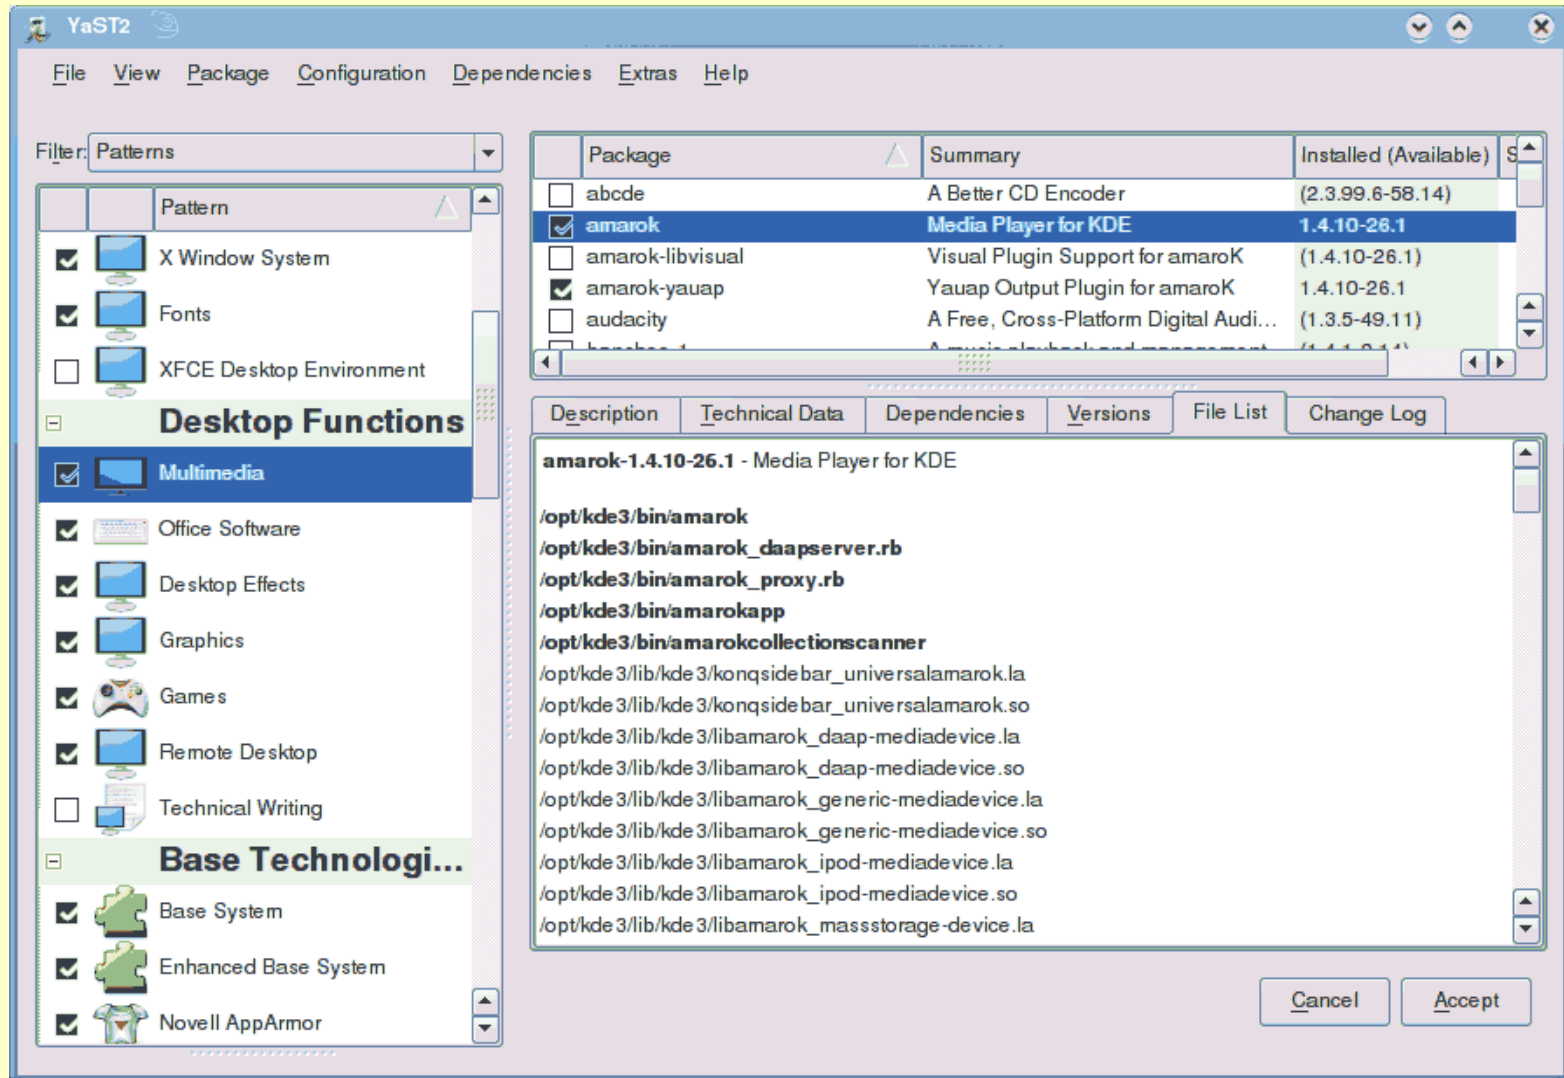 YaST2
File View Package Configuration Dependencies Extras Help
Filter: Patterns
Pattern
X Window System
Fonts
XFCE Desktop Environment
Desktop Functions
Multimedia
Office Software
Desktop Effects
Graphics
Games
Remote Desktop
Technical Writing
Base Technologi...
Base System
Enhanced Base System
Novell AppArmor
Package Summary Installed (Available) S
abcde A Better CD Encoder (2.3.99.6-58.14)
amarok Media Player for KDE 1.4.10-26.1
amarok-libvisual Visual Plugin Support for amaroK (1.4.10-26.1)
amarok-yauap Yauap Output Plugin for amaroK 1.4.10-26.1
audacity A Free, Cross-Platform Digital Audi... (1.3.5-49.11)
Description Technical Data Dependencies Versions File List Change Log
amarok-1.4.10-26.1 - Media Player for KDE
/opt/kde3/bin/amarok
/opt/kde3/bin/amarok_daapserver.rb
/opt/kde3/bin/amarok_proxy.rb
/opt/kde3/bin/amarokapp
/opt/kde3/bin/amarokcollectionscanner
/opt/kde3/lib/kde3/konqsidebar_universalamarok.la
/opt/kde3/lib/kde3/konqsidebar_universalamarok.so
/opt/kde3/lib/kde3/libamarok_daap-mediadevice.la
/opt/kde3/lib/kde3/libamarok_daap-mediadevice.so
/opt/kde3/lib/kde3/libamarok_generic-mediadevice.la
/opt/kde3/lib/kde3/libamarok_generic-mediadevice.so
/opt/kde3/lib/kde3/libamarok_ipod-mediadevice.la
/opt/kde3/lib/kde3/libamarok_ipod-mediadevice.so
/opt/kde3/lib/kde3/libamarok_massstorage-device.la
Cancel Accept